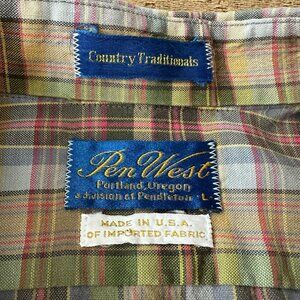 Country Traditionals
Pen West
Portland, Oregon
a division of Pendleton · L
MADE IN U.S.A.
OF IMPORTED FABRIC